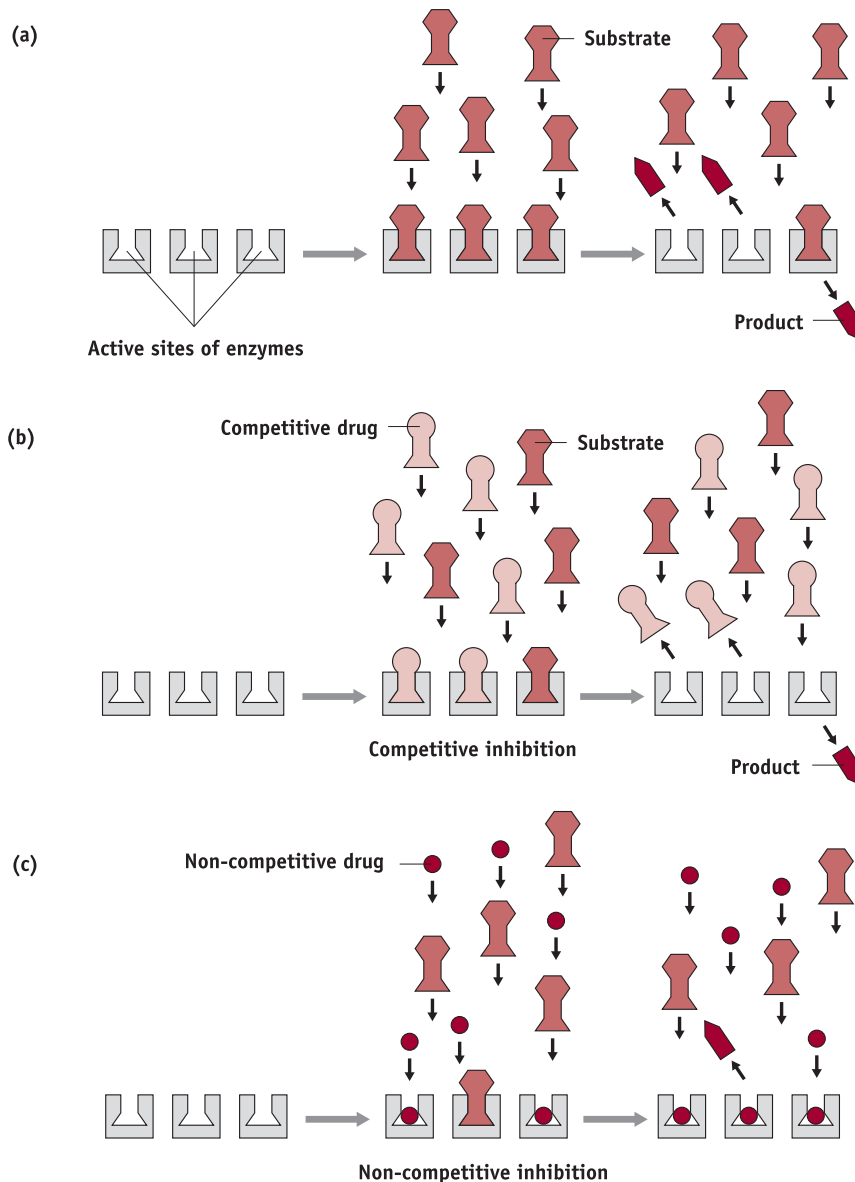 (a)
Substrate
Product
Active sites of enzymes
(b)
Competitive drug
Substrate
Competitive inhibition
Product
(c)
Non-competitive drug
Non-competitive inhibition